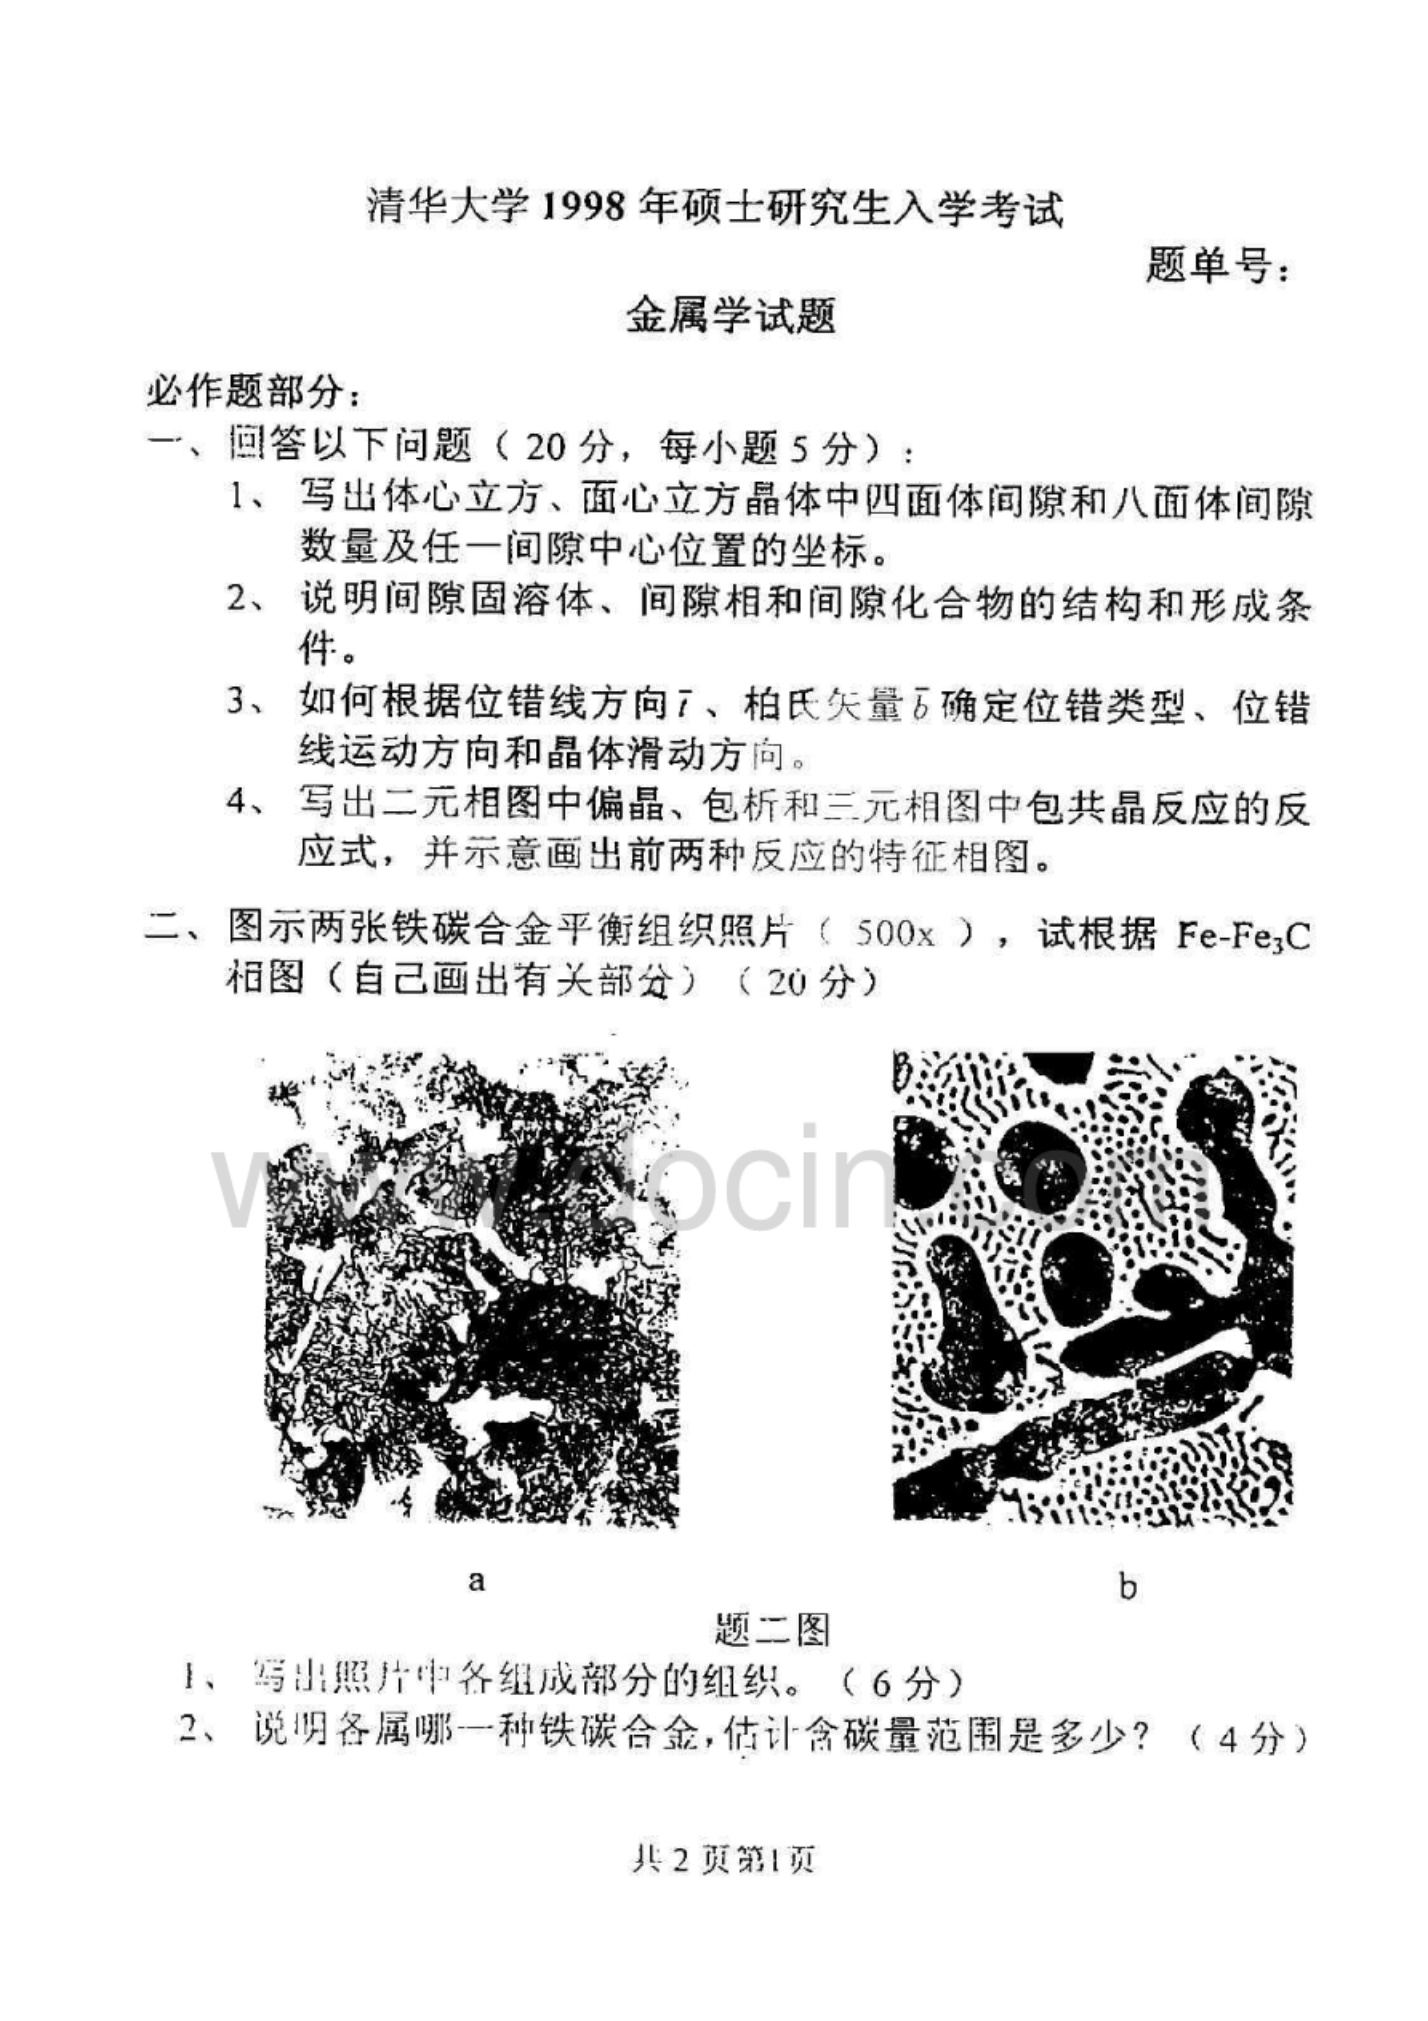 清华大学 1998 年硕士研究生入学考试
题单号：
金属学试题
必作题部分：
一、回答以下问题（ 20 分，每小题 5 分）：
1、 写出体心立方、面心立方晶体中四面体间隙和八面体间隙
数量及任一间隙中心位置的坐标。
2、 说明间隙固溶体、间隙相和间隙化合物的结构和形成条
件。
3、 如何根据位错线方向 l̄ 、柏氏矢量 b̄ 确定位错类型、位错
线运动方向和晶体滑动方向。
4、 写出二元相图中偏晶、包析和三元相图中包共晶反应的反
应式，并示意画出前两种反应的特征相图。
二、图示两张铁碳合金平衡组织照片（ 500x ），试根据 Fe-Fe₃C
相图（自己画出有关部分）（ 20 分）
B
www.docin.com
a
b
题二图
1、 写出照片中各组成部分的组织。（ 6 分）
2、 说明各属哪一种铁碳合金，估计含碳量范围是多少？（ 4 分）
共 2 页第1页